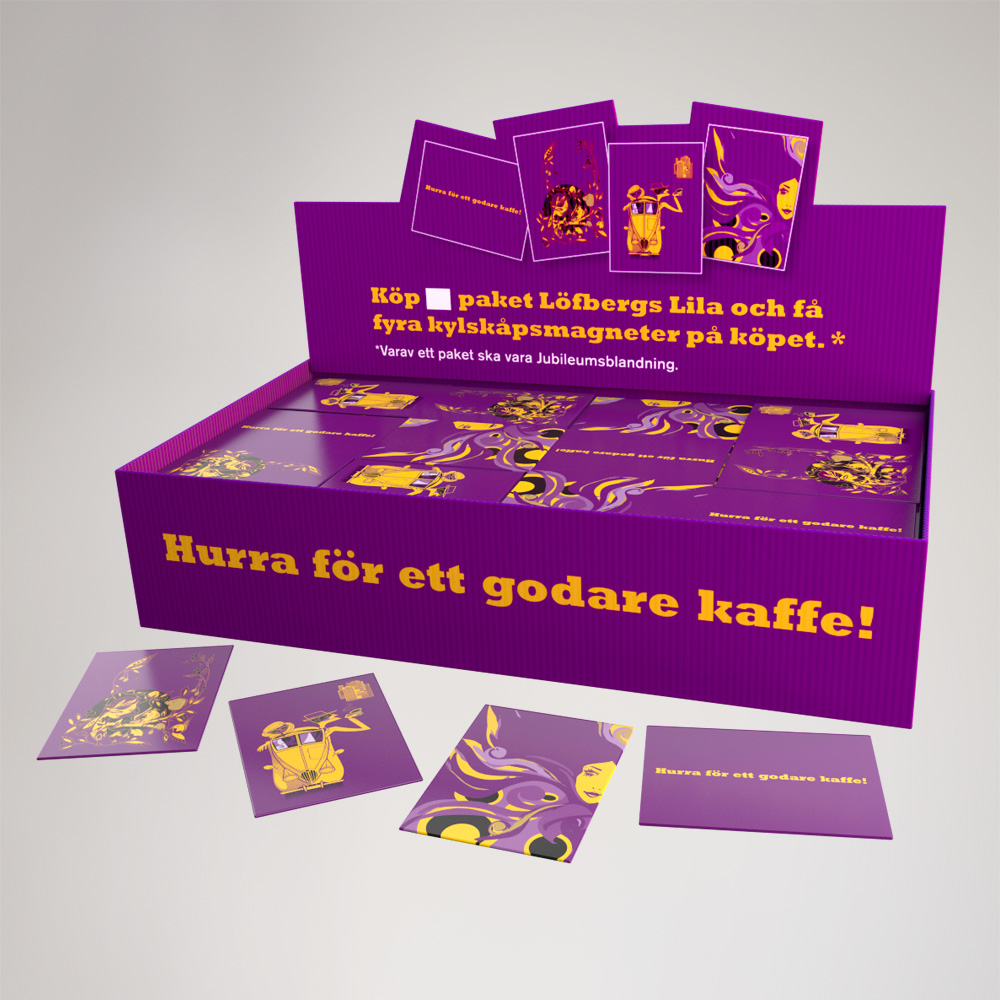 Hurra för ett godare kaffe!
Köp paket Löfbergs Lila och få
fyra kylskåpsmagneter på köpet.*
*Varav ett paket ska vara Jubileumsblandning.
Hurra för ett godare kaffe!
Hurra för ett godare kaffe!
Hurra för ett godare kaffe!
Hurra för ett godare kaffe!
Hurra för ett godare kaffe!